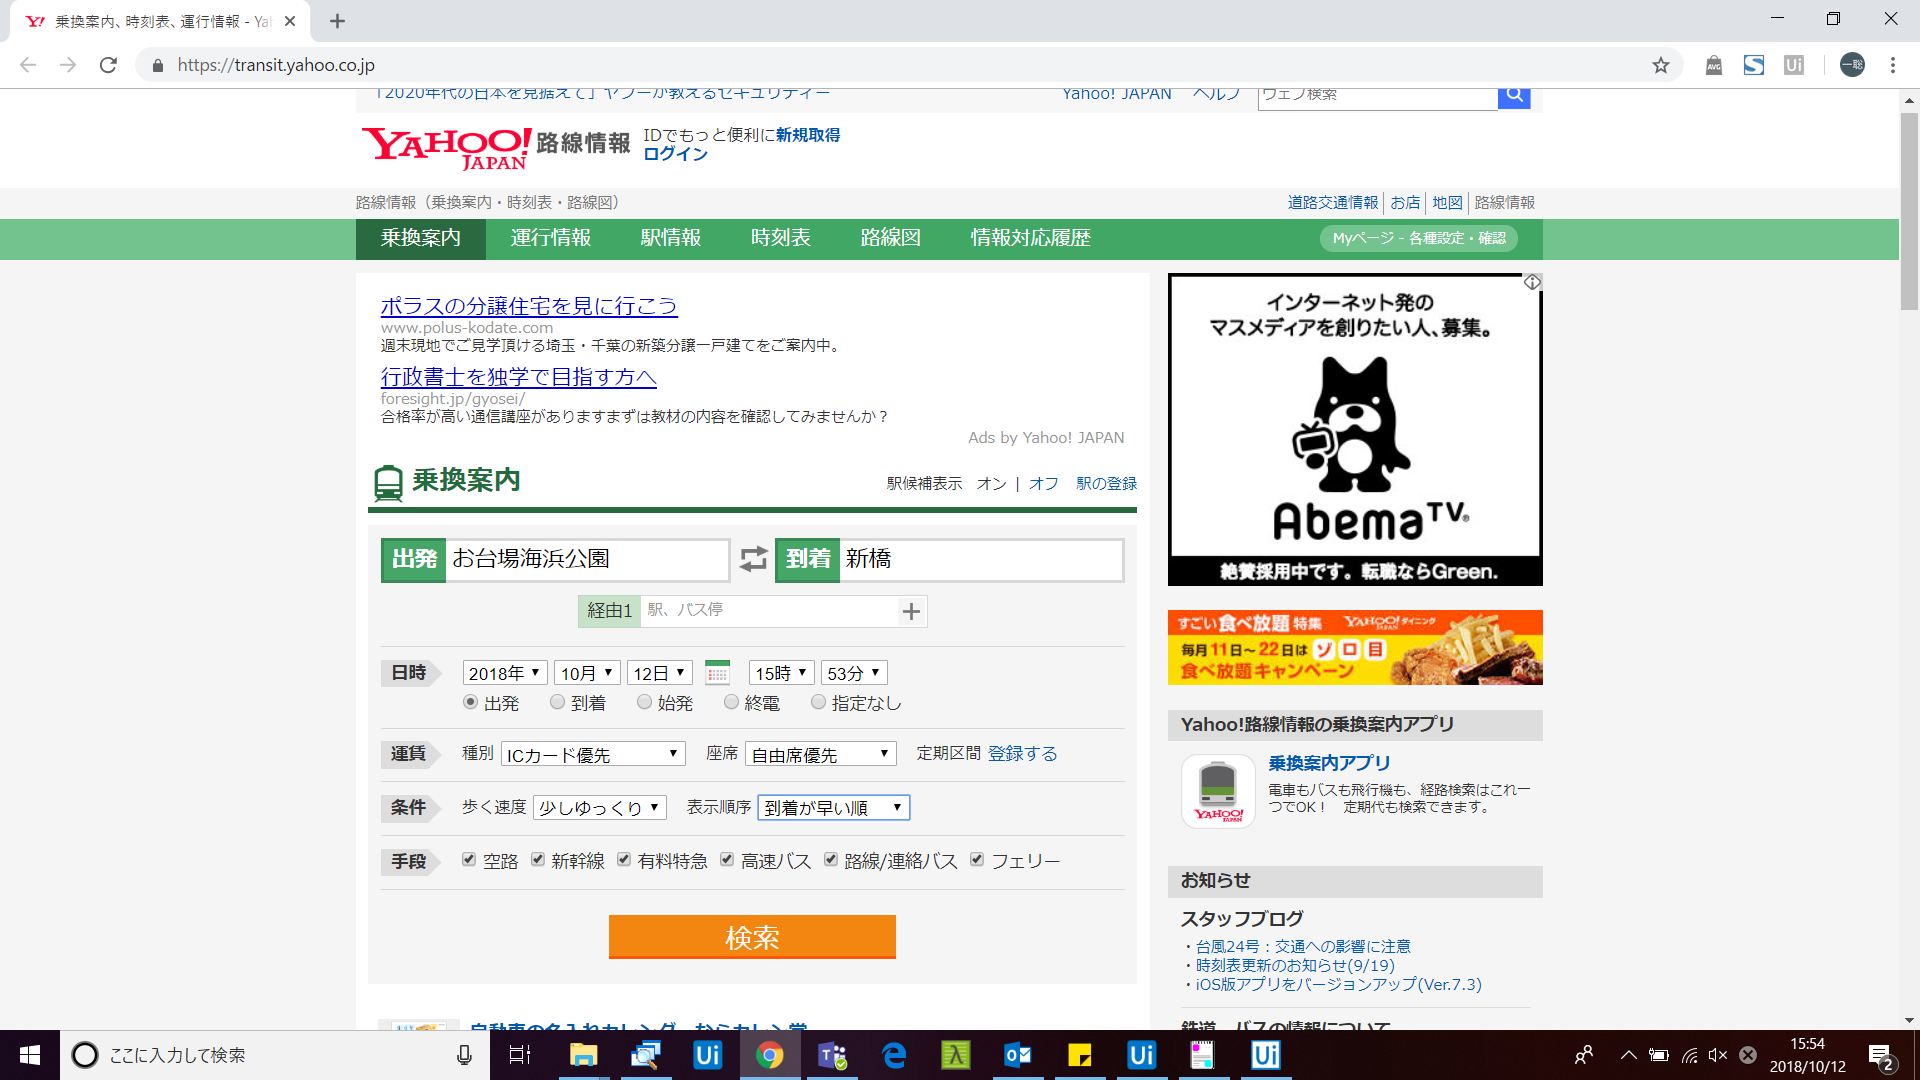 乗換案内、時刻表、運行情報 - Ya
https://transit.yahoo.co.jp
「2020年代の日本を見据えて」ヤフーが教えるセキュリティー
Yahoo! JAPAN ヘルプ ウェブ検索
YAHOO! JAPAN 路線情報
IDでもっと便利に新規取得
ログイン
路線情報（乗換案内・時刻表・路線図）
道路交通情報 お店 地図 路線情報
乗換案内 運行情報 駅情報 時刻表 路線図 情報対応履歴 Myページ - 各種設定・確認
ポラスの分譲住宅を見に行こう
www.polus-kodate.com
週末現地でご見学頂ける埼玉・千葉の新築分譲一戸建てをご案内中。
行政書士を独学で目指す方へ
foresight.jp/gyosei/
合格率が高い通信講座がありますまずは教材の内容を確認してみませんか？
Ads by Yahoo! JAPAN
乗換案内
駅候補表示 オン | オフ 駅の登録
出発 お台場海浜公園 到着 新橋
経由1 駅、バス停
日時 2018年 10月 12日 15時 53分
出発 到着 始発 終電 指定なし
運賃 種別 ICカード優先 座席 自由席優先 定期区間 登録する
条件 歩く速度 少しゆっくり 表示順序 到着が早い順
手段 空路 新幹線 有料特急 高速バス 路線/連絡バス フェリー
検索
インターネット発の
マスメディアを創りたい人、募集。
AbemaTV
絶賛採用中です。転職ならGreen.
すごい食べ放題 特集 YAHOO! JAPAN ダイニング
毎月11日～22日は ゾロ目
食べ放題キャンペーン
Yahoo!路線情報の乗換案内アプリ
YAHOO! JAPAN
乗換案内アプリ
電車もバスも飛行機も、経路検索はこれ一
つでOK！ 定期代も検索できます。
お知らせ
スタッフブログ
・台風24号：交通への影響に注意
・時刻表更新のお知らせ(9/19)
・iOS版アプリをバージョンアップ(Ver.7.3)
鉄道、バスの情報について
ここに入力して検索
15:54
2018/10/12
2